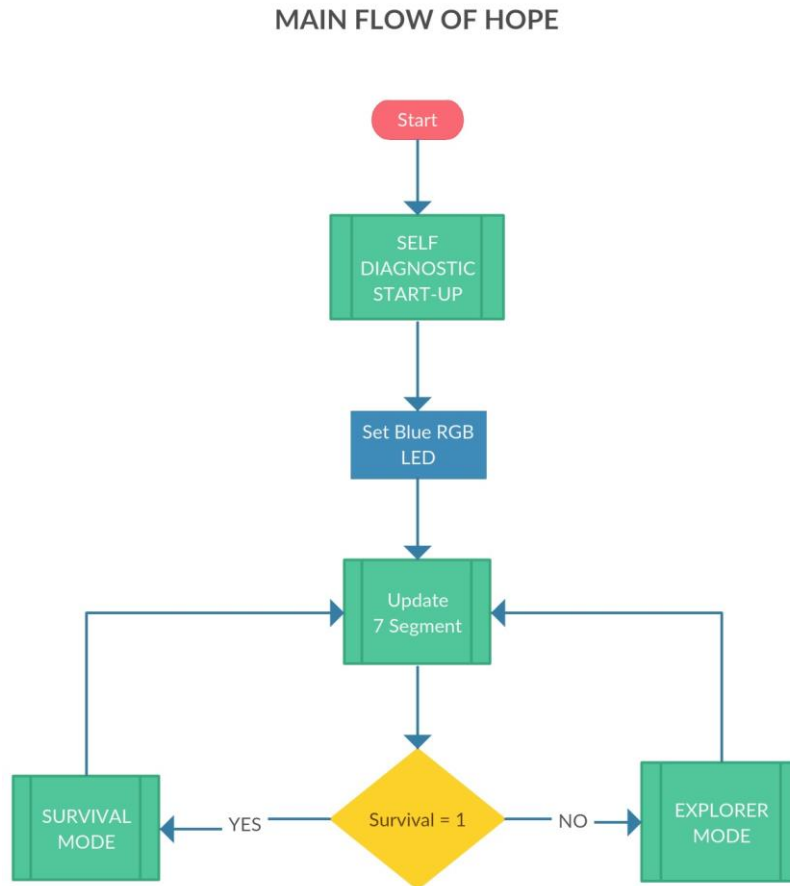 MAIN FLOW OF HOPE
Start
SELF
DIAGNOSTIC
START-UP
Set Blue RGB
LED
Update
7 Segment
SURVIVAL
MODE
YES
Survival = 1
NO
EXPLORER
MODE